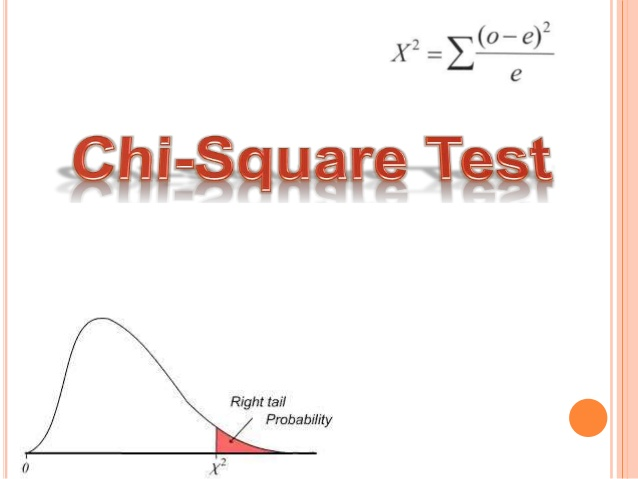 X² = ∑ (o – e)² / e
Chi-Square Test
Right tail
Probability
0
X²